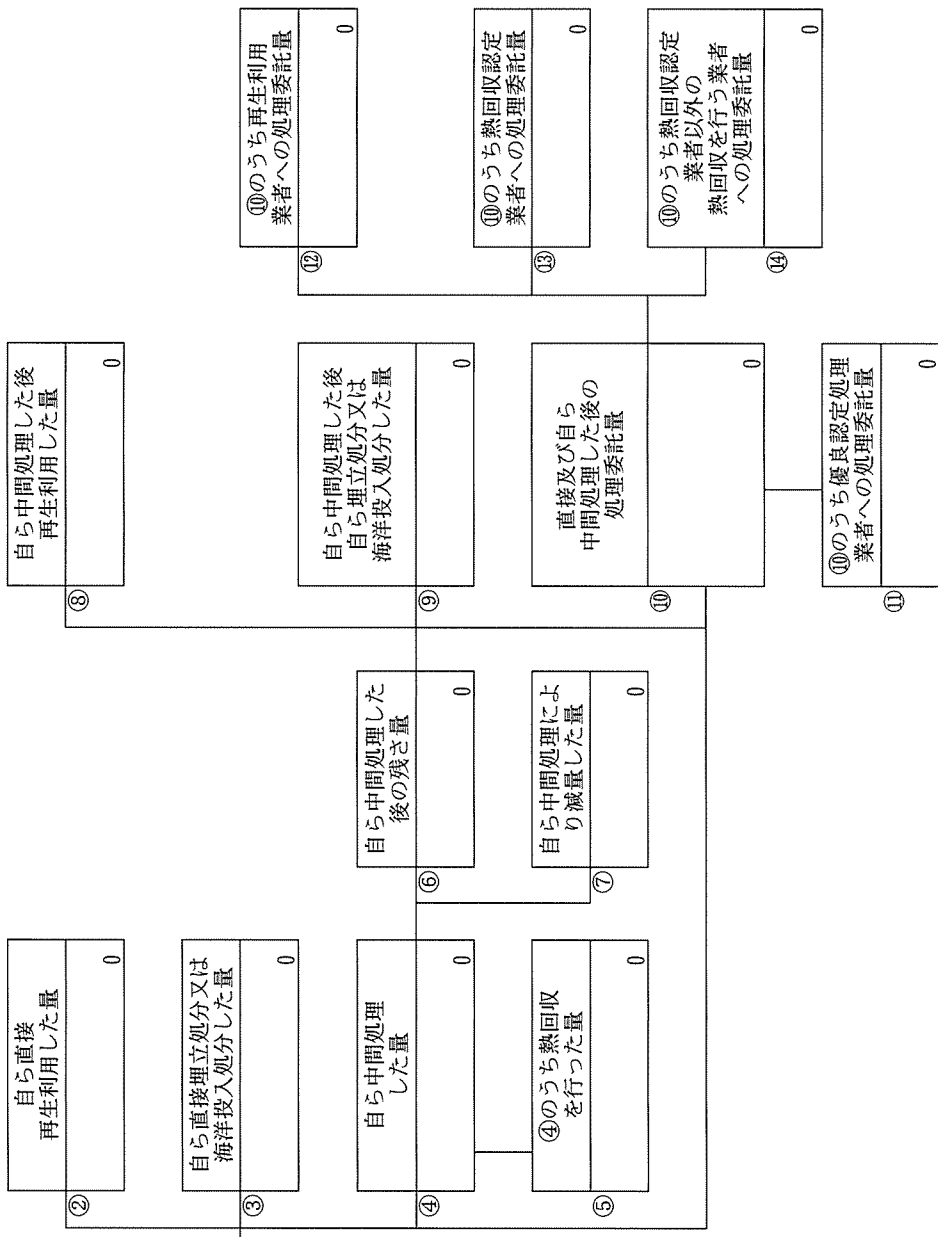 ②
自ら直接
再生利用した量
0
③
自ら直接埋立処分又は
海洋投入処分した量
0
④
自ら中間処理
した量
0
⑤
④のうち熱回収
を行った量
0
⑥
自ら中間処理した
後の残さ量
0
⑦
自ら中間処理によ
り減量した量
0
⑧
自ら中間処理した後
再生利用した量
0
⑨
自ら中間処理した後
自ら埋立処分又は
海洋投入処分した量
0
⑩
直接及び自ら
中間処理した後の
処理委託量
0
⑪
⑩のうち優良認定処理
業者への処理委託量
0
⑫
⑩のうち再生利用
業者への処理委託量
0
⑬
⑩のうち熱回収認定
業者への処理委託量
0
⑭
⑩のうち熱回収認定
業者以外の
熱回収を行う業者
への処理委託量
0